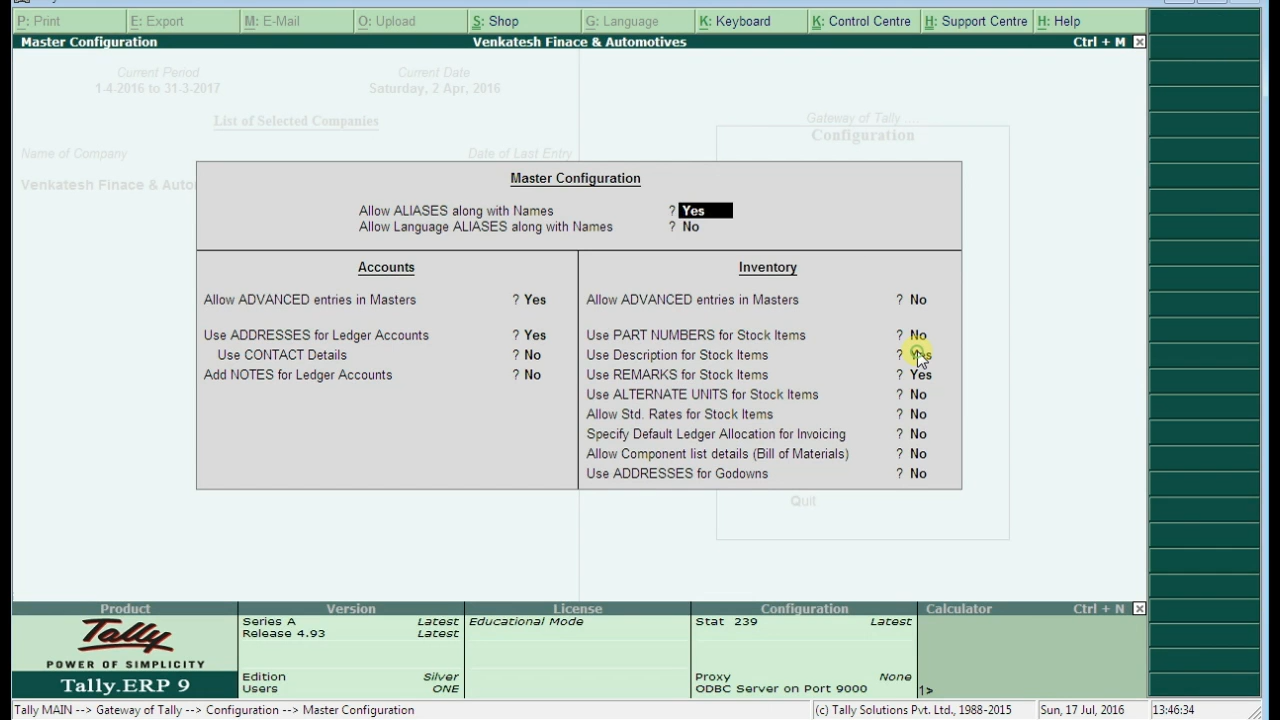 P: Print E: Export M: E-Mail O: Upload S: Shop G: Language K: Keyboard K: Control Centre H: Support Centre H: Help
Master Configuration Venkatesh Finace & Automotives Ctrl + M
Current Period Current Date
1-4-2016 to 31-3-2017 Saturday, 2 Apr, 2016
Gateway of Tally ....
List of Selected Companies Configuration
Name of Company Date of Last Entry
Venkatesh Finace & Auto
Master Configuration
Allow ALIASES along with Names ? Yes
Allow Language ALIASES along with Names ? No
Accounts Inventory
Allow ADVANCED entries in Masters ? Yes Allow ADVANCED entries in Masters ? No
Use ADDRESSES for Ledger Accounts ? Yes Use PART NUMBERS for Stock Items ? No
Use CONTACT Details ? No Use Description for Stock Items ? Yes
Add NOTES for Ledger Accounts ? No Use REMARKS for Stock Items ? Yes
Use ALTERNATE UNITS for Stock Items ? No
Allow Std. Rates for Stock Items ? No
Specify Default Ledger Allocation for Invoicing ? No
Allow Component list details (Bill of Materials) ? No
Use ADDRESSES for Godowns ? No
Quit
Product Version License Configuration Calculator Ctrl + N
Tally
POWER OF SIMPLICITY
Tally.ERP 9
Series A Latest Educational Mode Stat 239 Latest
Release 4.93 Latest
Edition Silver Proxy None
Users ONE ODBC Server on Port 9000 1>
Tally MAIN --> Gateway of Tally --> Configuration --> Master Configuration (c) Tally Solutions Pvt. Ltd., 1988-2015 Sun, 17 Jul, 2016 13:46:34